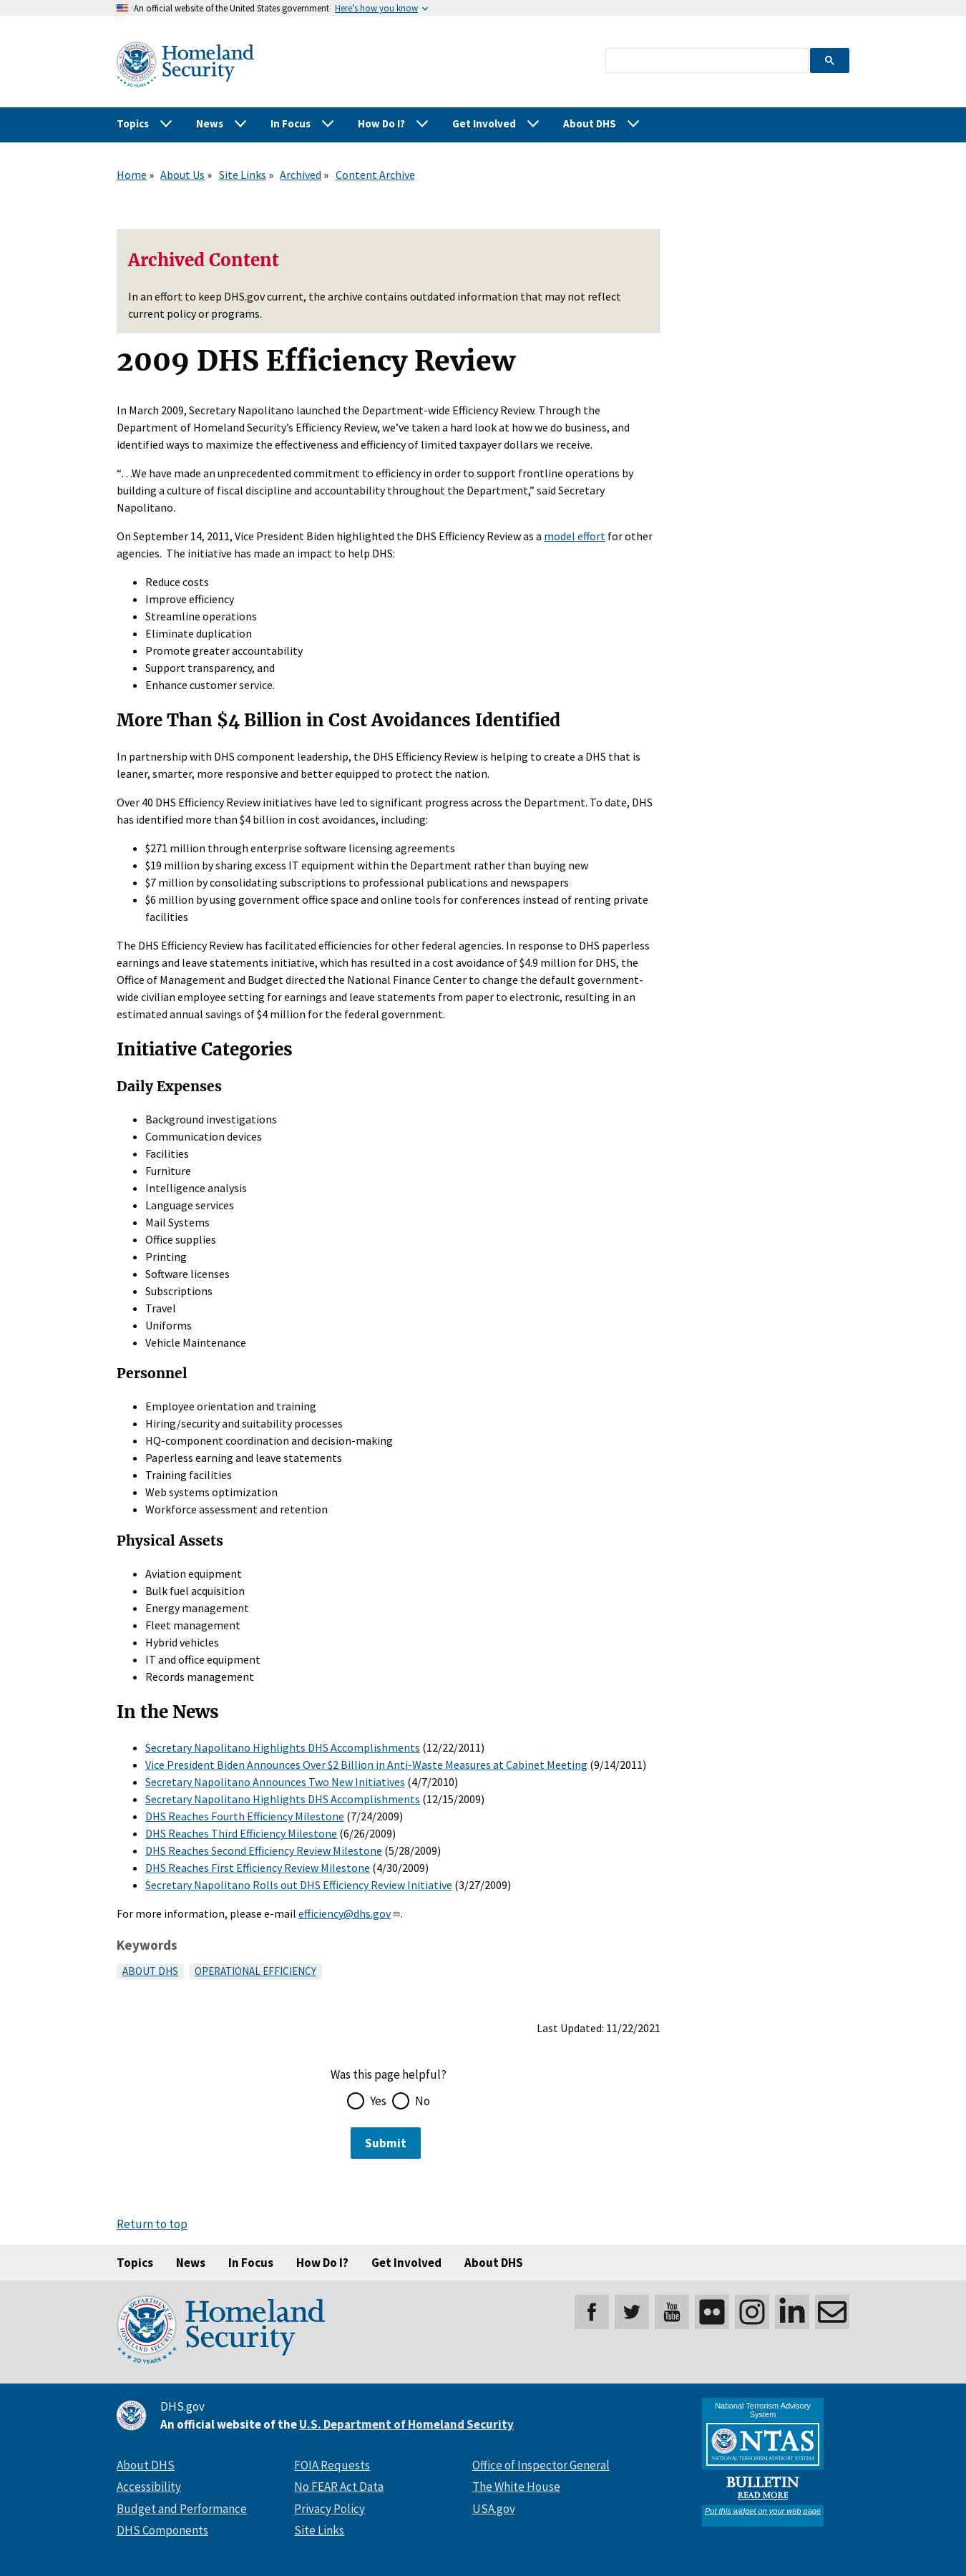 An official website of the United States government Here's how you know
Homeland
Security
Topics News In Focus How Do I? Get Involved About DHS
Home » About Us » Site Links » Archived » Content Archive
Archived Content
In an effort to keep DHS.gov current, the archive contains outdated information that may not reflect
current policy or programs.
2009 DHS Efficiency Review
In March 2009, Secretary Napolitano launched the Department-wide Efficiency Review. Through the
Department of Homeland Security's Efficiency Review, we've taken a hard look at how we do business, and
identified ways to maximize the effectiveness and efficiency of limited taxpayer dollars we receive.
“…We have made an unprecedented commitment to efficiency in order to support frontline operations by
building a culture of fiscal discipline and accountability throughout the Department,” said Secretary
Napolitano.
On September 14, 2011, Vice President Biden highlighted the DHS Efficiency Review as a model effort for other
agencies.  The initiative has made an impact to help DHS:
• Reduce costs
• Improve efficiency
• Streamline operations
• Eliminate duplication
• Promote greater accountability
• Support transparency, and
• Enhance customer service.
More Than $4 Billion in Cost Avoidances Identified
In partnership with DHS component leadership, the DHS Efficiency Review is helping to create a DHS that is
leaner, smarter, more responsive and better equipped to protect the nation.
Over 40 DHS Efficiency Review initiatives have led to significant progress across the Department. To date, DHS
has identified more than $4 billion in cost avoidances, including:
• $271 million through enterprise software licensing agreements
• $19 million by sharing excess IT equipment within the Department rather than buying new
• $7 million by consolidating subscriptions to professional publications and newspapers
• $6 million by using government office space and online tools for conferences instead of renting private
facilities
The DHS Efficiency Review has facilitated efficiencies for other federal agencies. In response to DHS paperless
earnings and leave statements initiative, which has resulted in a cost avoidance of $4.9 million for DHS, the
Office of Management and Budget directed the National Finance Center to change the default government-
wide civilian employee setting for earnings and leave statements from paper to electronic, resulting in an
estimated annual savings of $4 million for the federal government.
Initiative Categories
Daily Expenses
• Background investigations
• Communication devices
• Facilities
• Furniture
• Intelligence analysis
• Language services
• Mail Systems
• Office supplies
• Printing
• Software licenses
• Subscriptions
• Travel
• Uniforms
• Vehicle Maintenance
Personnel
• Employee orientation and training
• Hiring/security and suitability processes
• HQ-component coordination and decision-making
• Paperless earning and leave statements
• Training facilities
• Web systems optimization
• Workforce assessment and retention
Physical Assets
• Aviation equipment
• Bulk fuel acquisition
• Energy management
• Fleet management
• Hybrid vehicles
• IT and office equipment
• Records management
In the News
• Secretary Napolitano Highlights DHS Accomplishments (12/22/2011)
• Vice President Biden Announces Over $2 Billion in Anti-Waste Measures at Cabinet Meeting (9/14/2011)
• Secretary Napolitano Announces Two New Initiatives (4/7/2010)
• Secretary Napolitano Highlights DHS Accomplishments (12/15/2009)
• DHS Reaches Fourth Efficiency Milestone (7/24/2009)
• DHS Reaches Third Efficiency Milestone (6/26/2009)
• DHS Reaches Second Efficiency Review Milestone (5/28/2009)
• DHS Reaches First Efficiency Review Milestone (4/30/2009)
• Secretary Napolitano Rolls out DHS Efficiency Review Initiative (3/27/2009)
For more information, please e-mail efficiency@dhs.gov.
Keywords
ABOUT DHS OPERATIONAL EFFICIENCY
Last Updated: 11/22/2021
Was this page helpful?
Yes No
Submit
Return to top
Topics News In Focus How Do I? Get Involved About DHS
U.S. DEPARTMENT OF
HOMELAND SECURITY
20 YEARS
Homeland
Security
You
Tube
DHS.gov
An official website of the U.S. Department of Homeland Security
About DHS
Accessibility
Budget and Performance
DHS Components
FOIA Requests
No FEAR Act Data
Privacy Policy
Site Links
Office of Inspector General
The White House
USA.gov
National Terrorism Advisory
System
NTAS
NATIONAL TERRORISM ADVISORY SYSTEM
BULLETIN
READ MORE
Put this widget on your web page